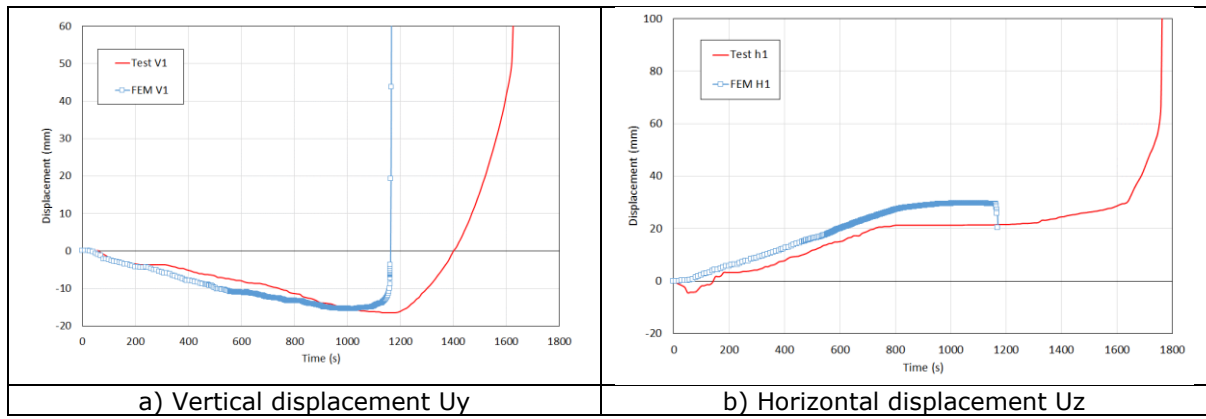 60
50
40
30
20
10
0
-10
-20
Displacement (mm)
Test V1
FEM V1
0 200 400 600 800 1000 1200 1400 1600 1800
Time (s)
100
80
60
40
20
0
-20
Displacement (mm)
Test h1
FEM H1
0 200 400 600 800 1000 1200 1400 1600 1800
Time (s)
a) Vertical displacement Uy
b) Horizontal displacement Uz